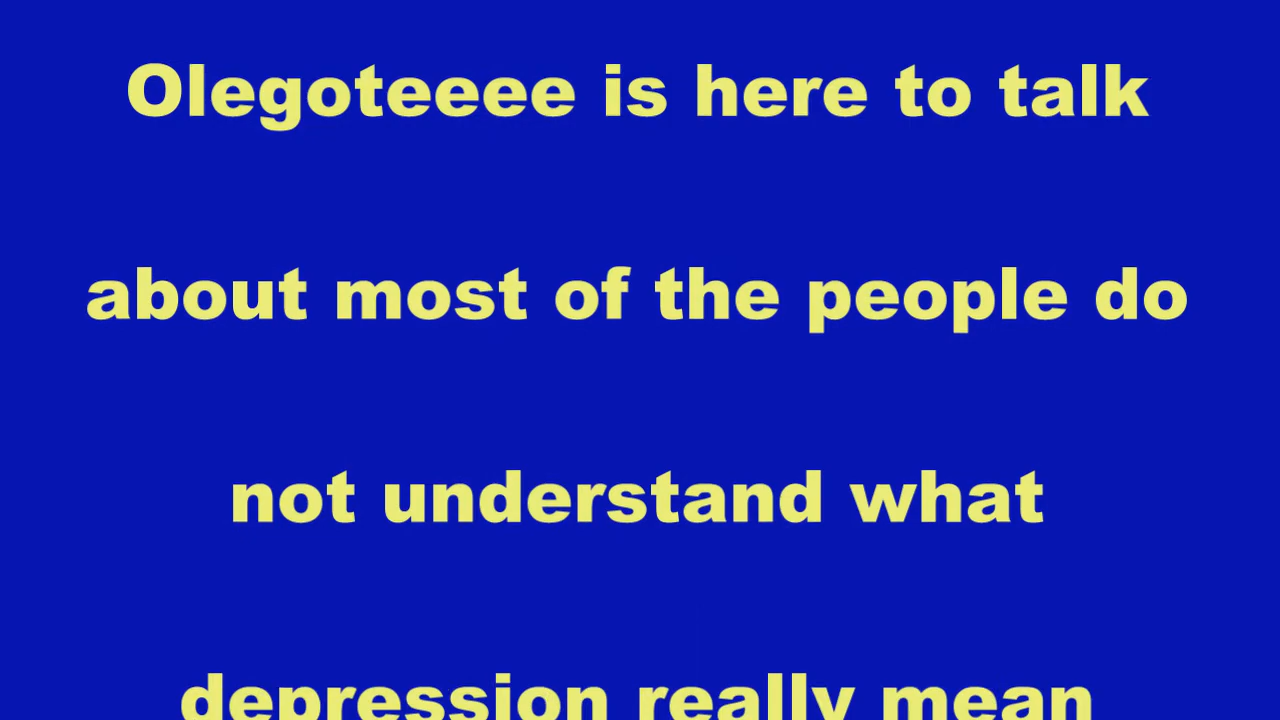 Olegoteeee is here to talk
about most of the people do
not understand what
depression really mean